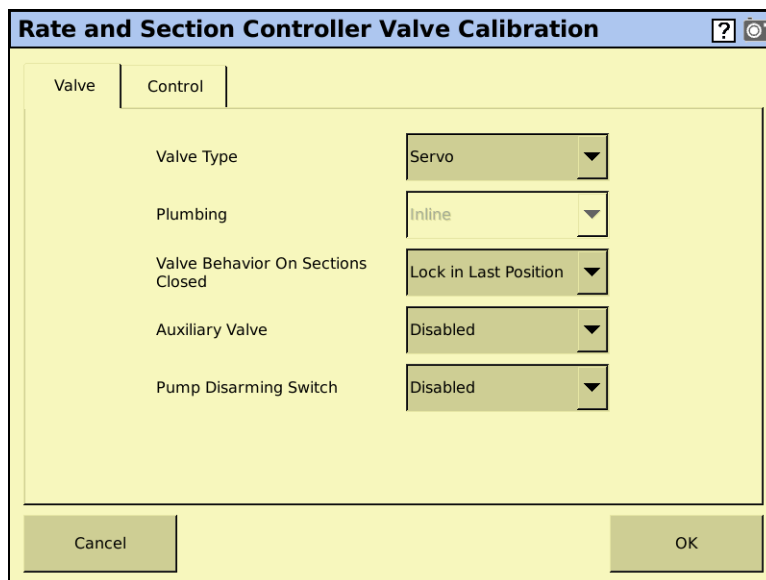 Rate and Section Controller Valve Calibration
?
Valve
Control
Valve Type
Servo
Plumbing
Inline
Valve Behavior On Sections
Closed
Lock in Last Position
Auxiliary Valve
Disabled
Pump Disarming Switch
Disabled
Cancel
OK